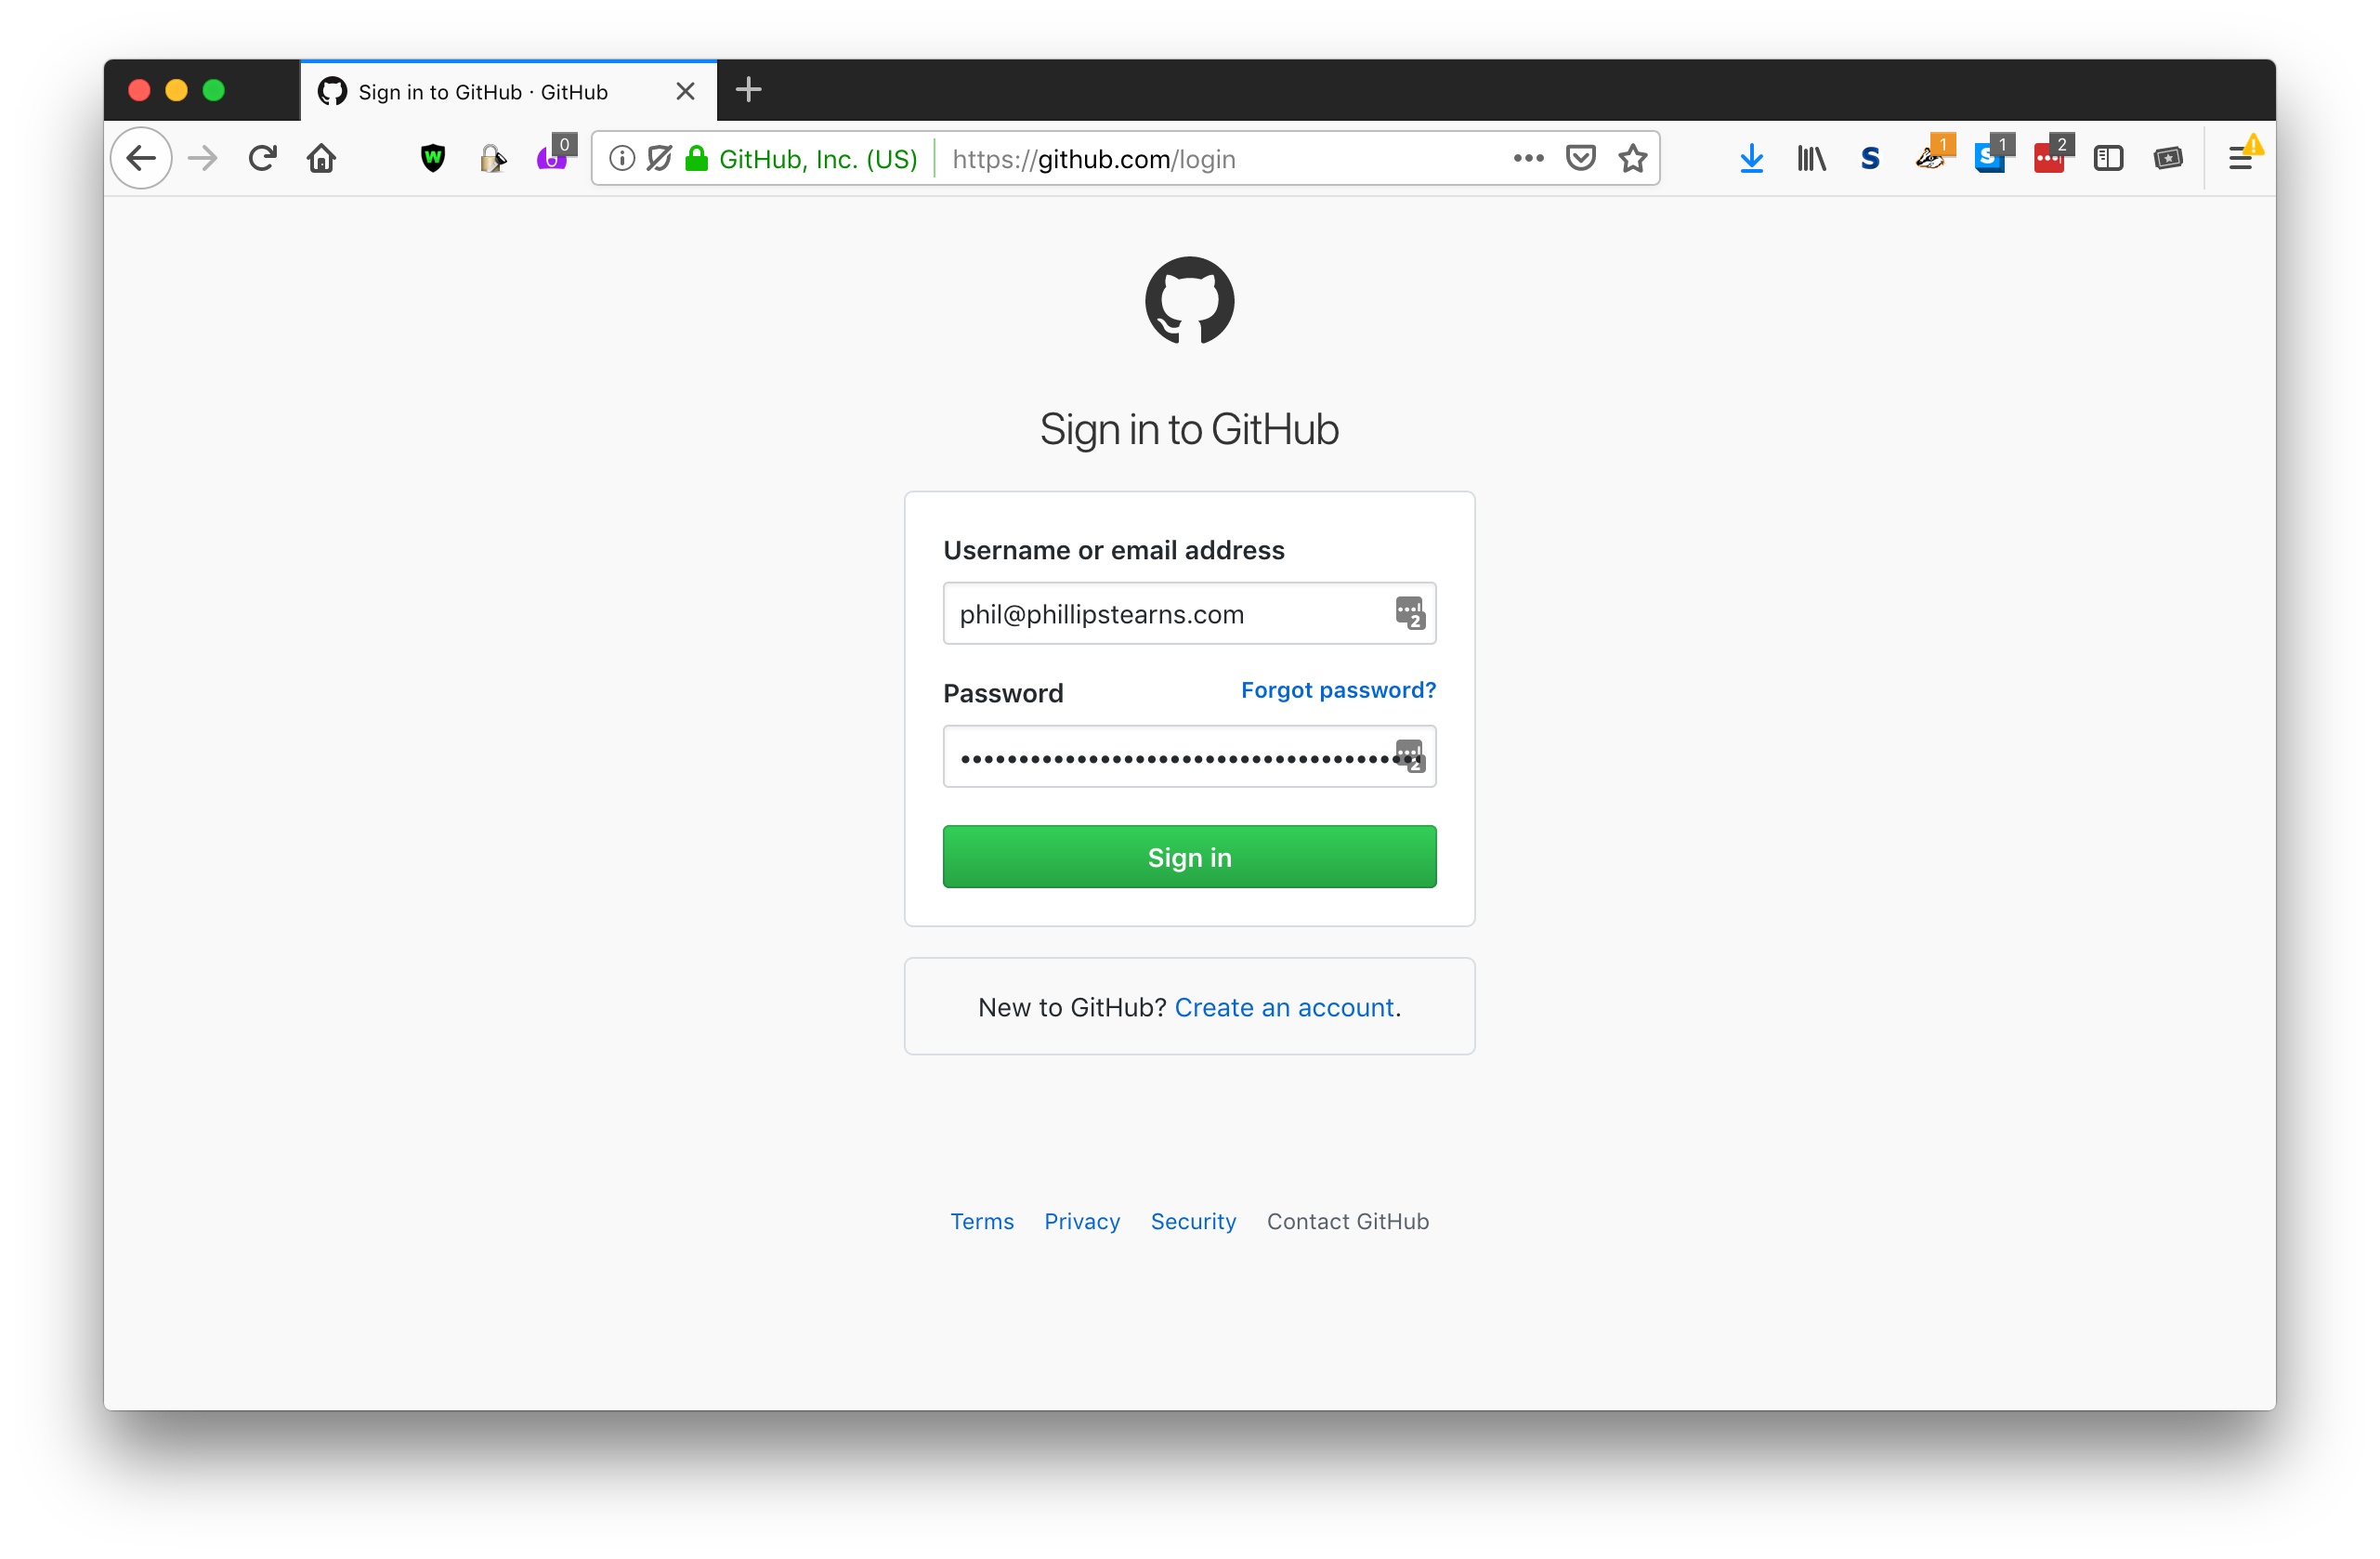 Sign in to GitHub · GitHub
W
0
GitHub, Inc. (US) https://github.com/login
S
1
S 1
2
Sign in to GitHub
Username or email address
phil@phillipstearns.com
2
Password Forgot password?
••••••••••••••••••••••••••••••••••••••••
2
Sign in
New to GitHub? Create an account.
Terms Privacy Security Contact GitHub